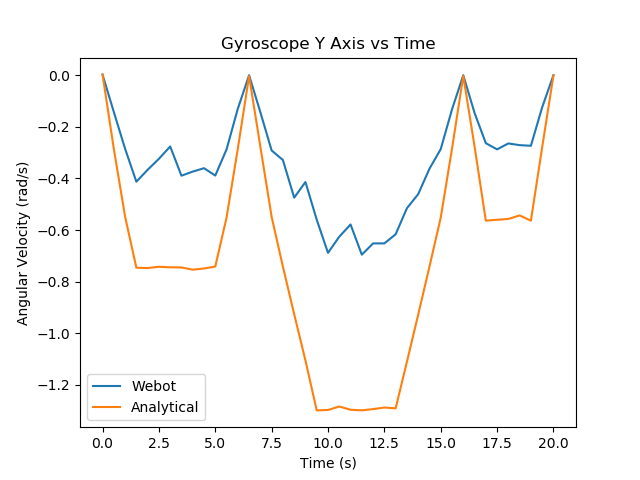 Gyroscope Y Axis vs Time
Angular Velocity (rad/s)
0.0
−0.2
−0.4
−0.6
−0.8
−1.0
−1.2
Webot
Analytical
0.0 2.5 5.0 7.5 10.0 12.5 15.0 17.5 20.0
Time (s)